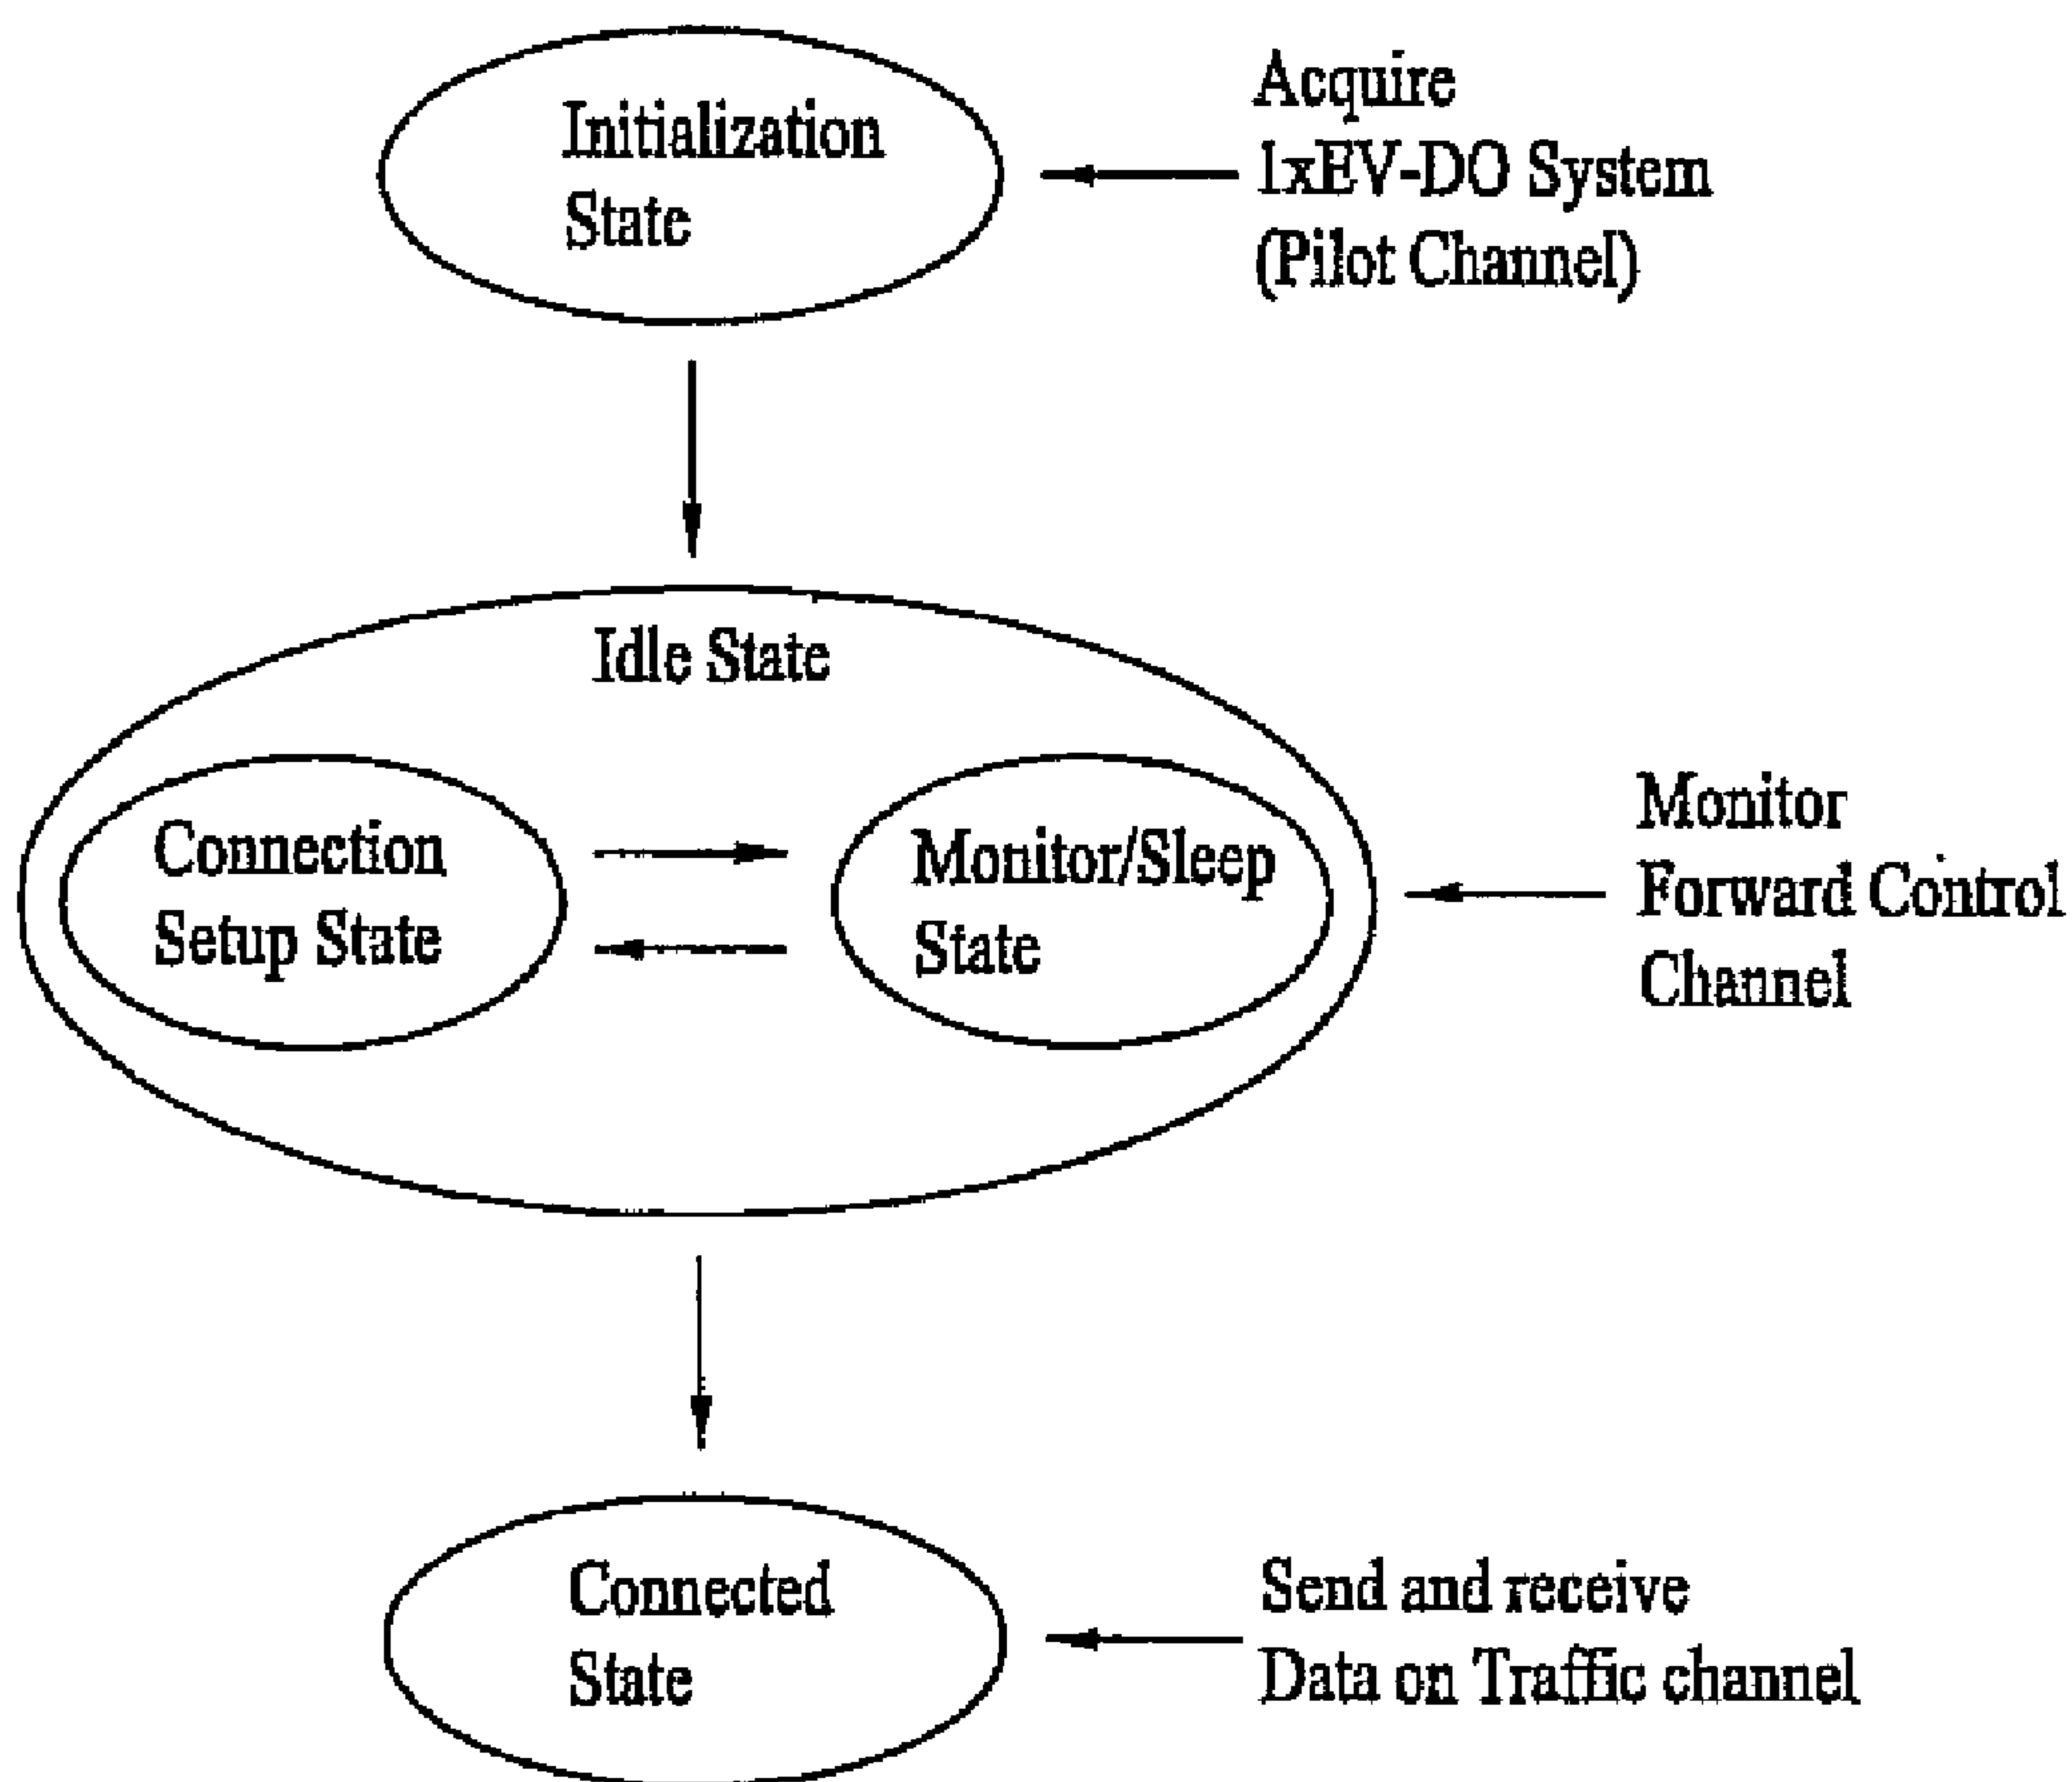 Initialization
State
Acquire
1xEV-DO System
(Pilot Channel)
Idle State
Connection
Setup State
Monitor/Sleep
State
Monitor
Forward Control
Channel
Connected
State
Send and receive
Data on Traffic channel